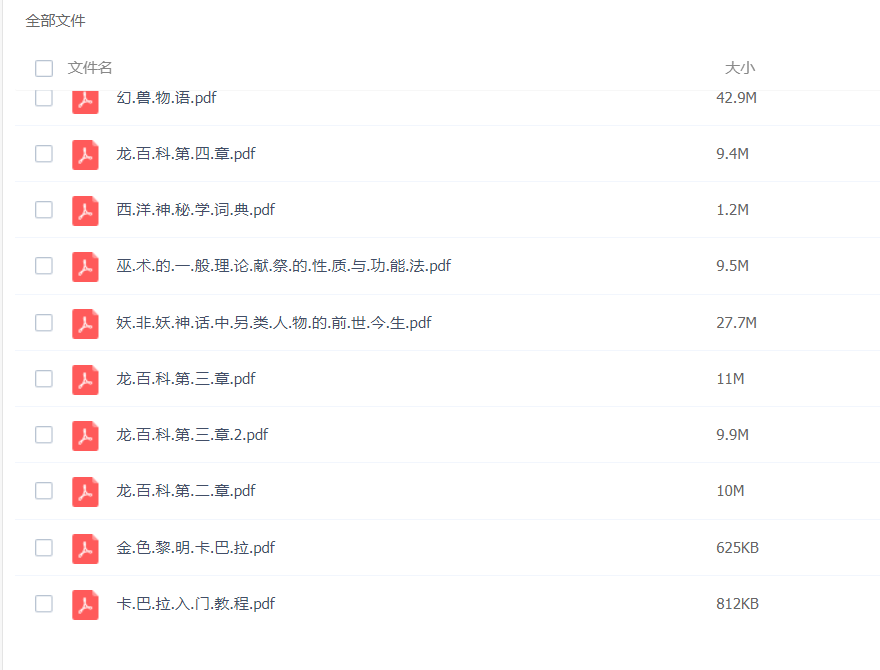 全部文件
文件名 大小
幻.兽.物.语.pdf 42.9M
龙.百.科.第.四.章.pdf 9.4M
西.洋.神.秘.学.词.典.pdf 1.2M
巫.术.的.一.般.理.论.献.祭.的.性.质.与.功.能.法.pdf 9.5M
妖.非.妖.神.话.中.另.类.人.物.的.前.世.今.生.pdf 27.7M
龙.百.科.第.三.章.pdf 11M
龙.百.科.第.三.章.2.pdf 9.9M
龙.百.科.第.二.章.pdf 10M
金.色.黎.明.卡.巴.拉.pdf 625KB
卡.巴.拉.入.门.教.程.pdf 812KB